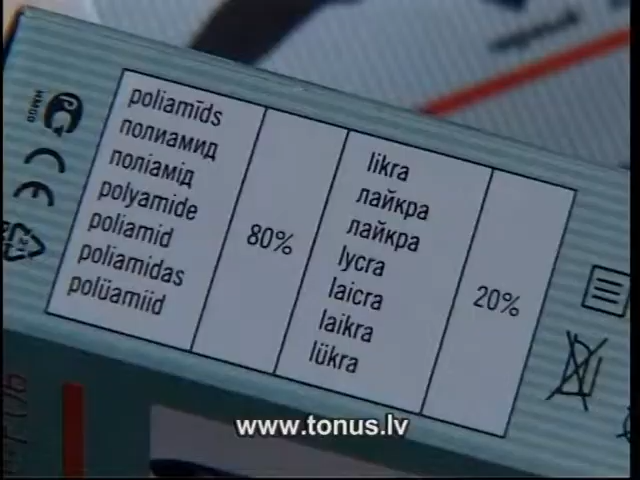 poliamīds
полиамид
поліамід
polyamide
poliamid
poliamidas
polüamiid
80%
likra
лайкра
лайкра
lycra
laicra
laikra
lükra
20%
www.tonus.lv